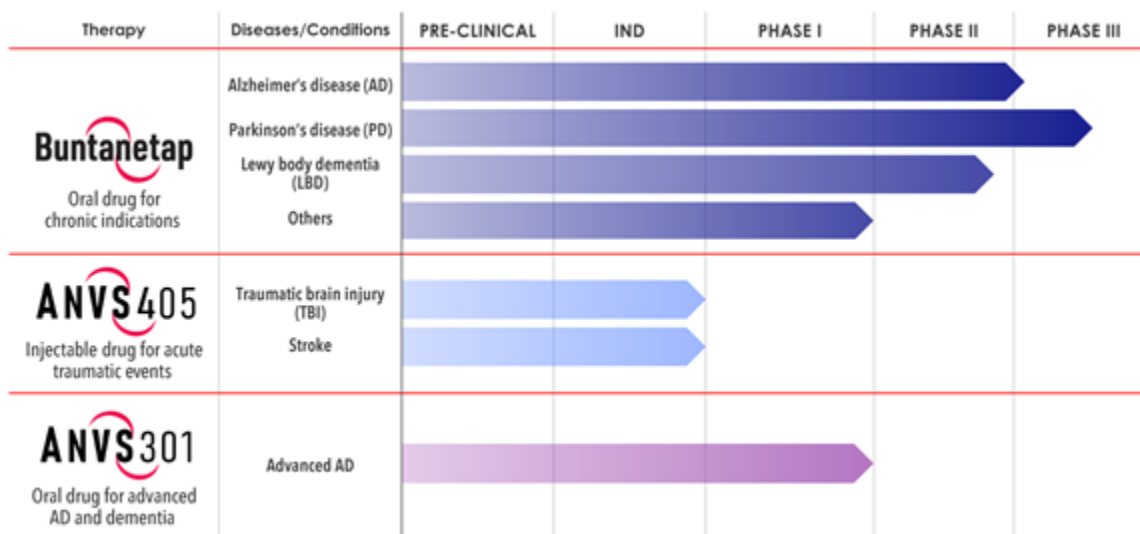 Therapy
Diseases/Conditions
PRE-CLINICAL
IND
PHASE I
PHASE II
PHASE III
Buntanetap
Oral drug for
chronic indications
Alzheimer's disease (AD)
Parkinson's disease (PD)
Lewy body dementia
(LBD)
Others
ANVS405
Injectable drug for acute
traumatic events
Traumatic brain injury
(TBI)
Stroke
ANVS301
Oral drug for advanced
AD and dementia
Advanced AD